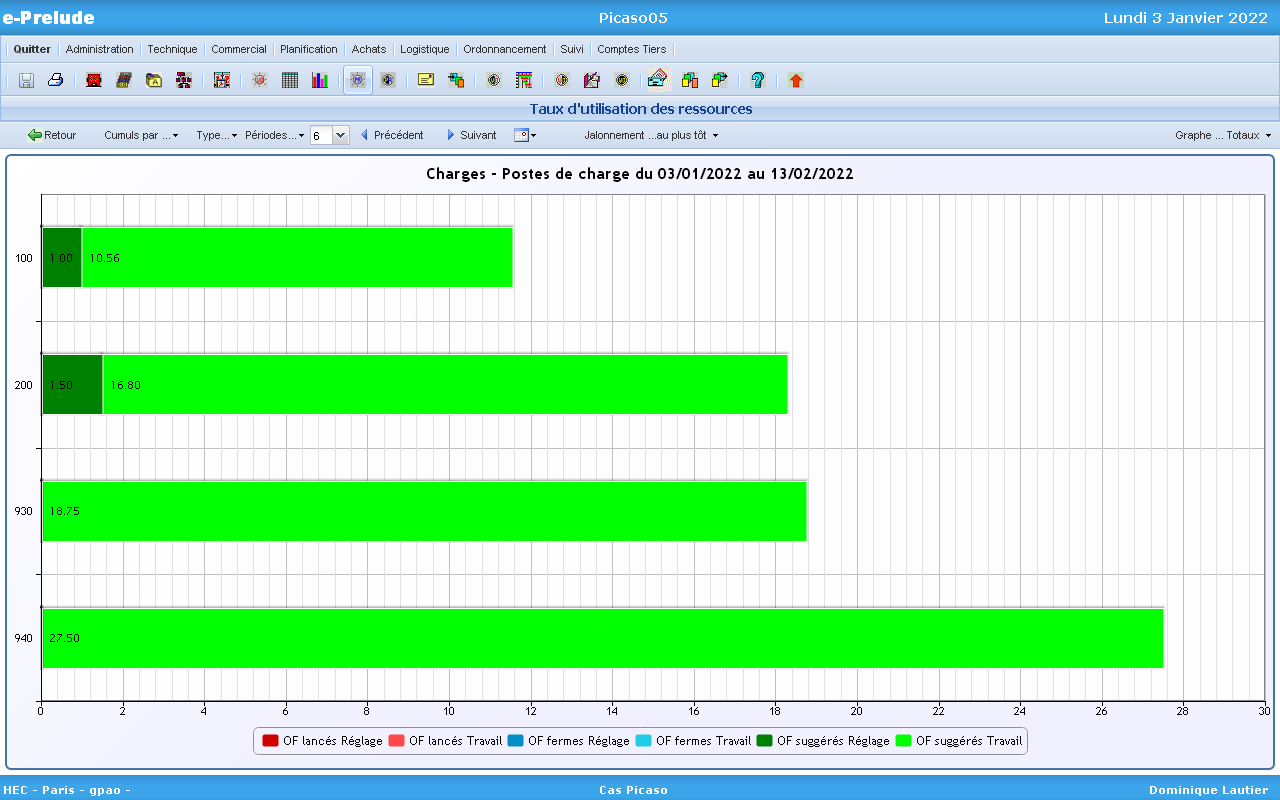 e-Prelude Picaso05 Lundi 3 Janvier 2022
Quitter Administration Technique Commercial Planification Achats Logistique Ordonnancement Suivi Comptes Tiers
Taux d'utilisation des ressources
Retour Cumuls par ... Type... Périodes... 6 Précédent Suivant Jalonnement ...au plus tôt Graphe ... Totaux
Charges - Postes de charge du 03/01/2022 au 13/02/2022
100 1.00 10.56
200 1.50 16.80
930 18.75
940 27.50
0 2 4 6 8 10 12 14 16 18 20 22 24 26 28 30
OF lancés Réglage OF lancés Travail OF fermes Réglage OF fermes Travail OF suggérés Réglage OF suggérés Travail
HEC - Paris - gpao - Cas Picaso Dominique Lautier